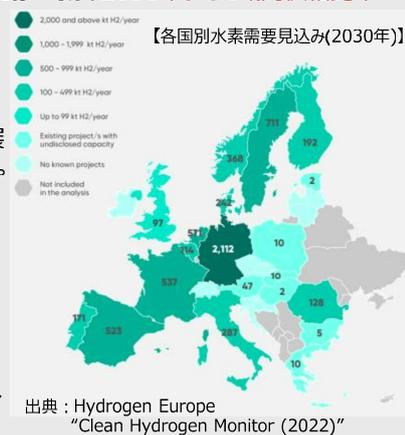 【各国別水素需要見込み(2030年)】
2,000 and above kt H2/year
1,000 - 1,999 kt H2/year
500 - 999 kt H2/year
100 - 499 kt H2/year
Up to 99 kt H2/year
Existing project/s with
undisclosed capacity
No known projects
Not included
in the analysis
711
192
368
2
242
97
2,112
10
10
537
47
2
128
171
523
287
5
10
出典：Hydrogen Europe
“Clean Hydrogen Monitor (2022)”